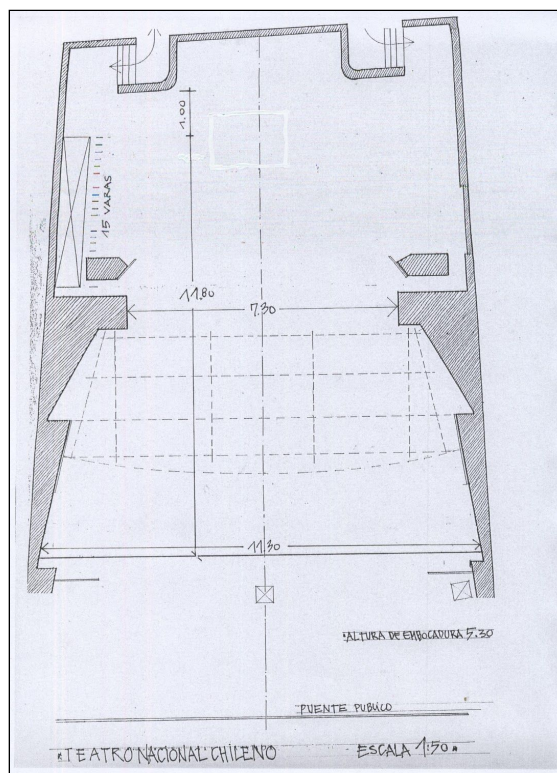 1.00
15 VARAS
11.80
7.30
11.30
ALTURA DE EMBOCADURA 5.30
PUENTE PUBLICO
TEATRO NACIONAL CHILENO
ESCALA 1:50